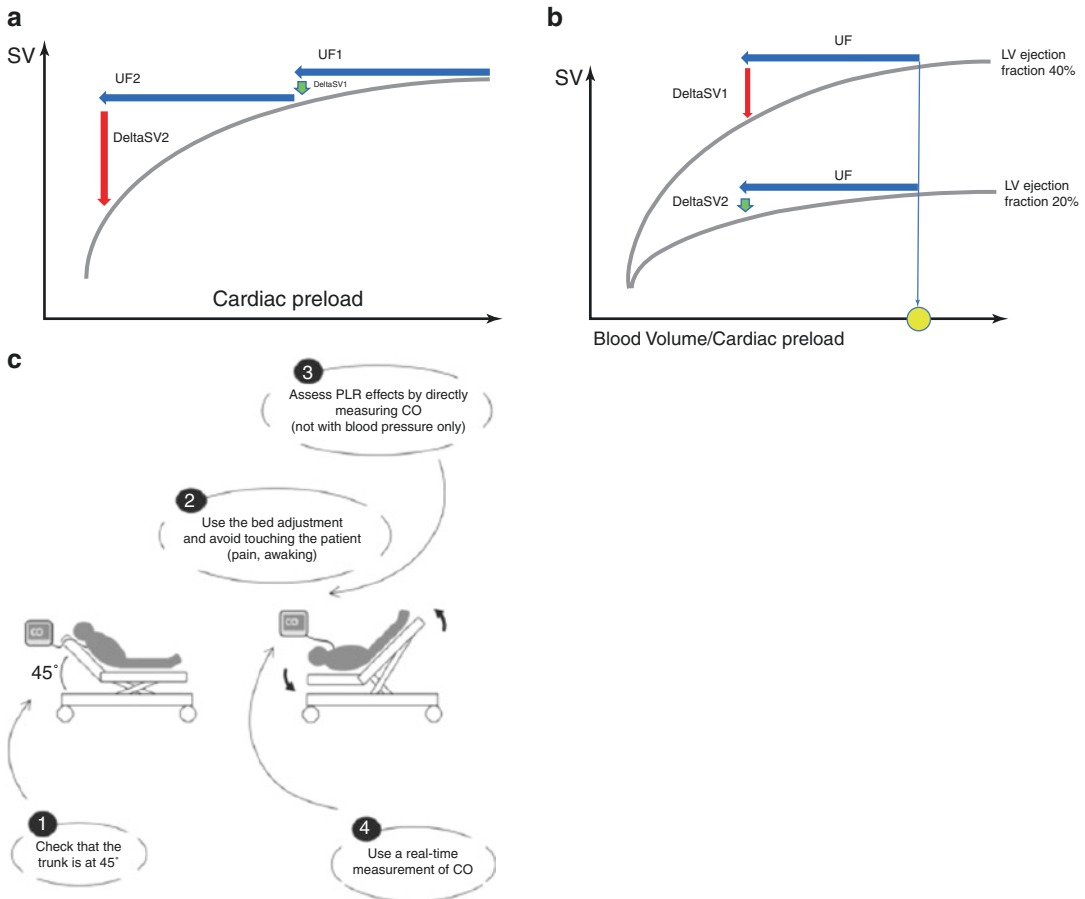 a
SV
UF1
UF2
DeltaSV1
DeltaSV2
Cardiac preload
b
SV
UF
LV ejection
fraction 40%
DeltaSV1
UF
DeltaSV2
LV ejection
fraction 20%
Blood Volume/Cardiac preload
c
3
Assess PLR effects by directly
measuring CO
(not with blood pressure only)
2
Use the bed adjustment
and avoid touching the patient
(pain, awaking)
CO
CO
45°
1
Check that the
trunk is at 45°
4
Use a real-time
measurement of CO